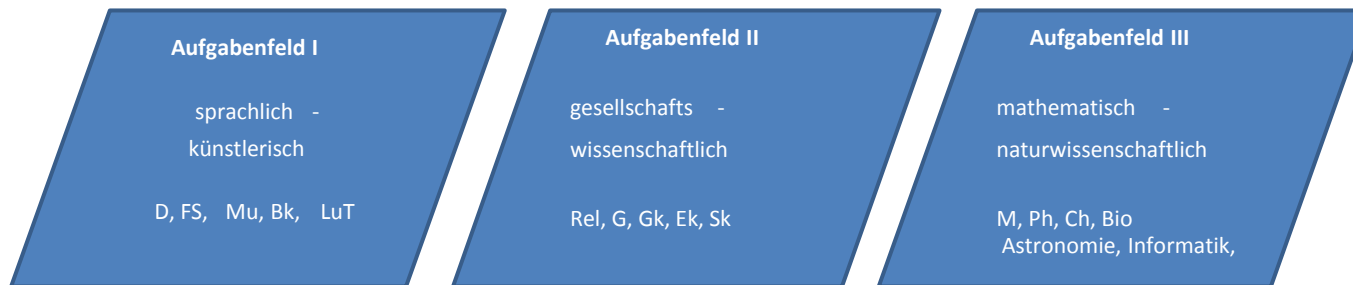 Aufgabenfeld I
sprachlich -
künstlerisch
D, FS, Mu, Bk, LuT
Aufgabenfeld II
gesellschafts -
wissenschaftlich
Rel, G, Gk, Ek, Sk
Aufgabenfeld III
mathematisch -
naturwissenschaftlich
M, Ph, Ch, Bio
Astronomie, Informatik,